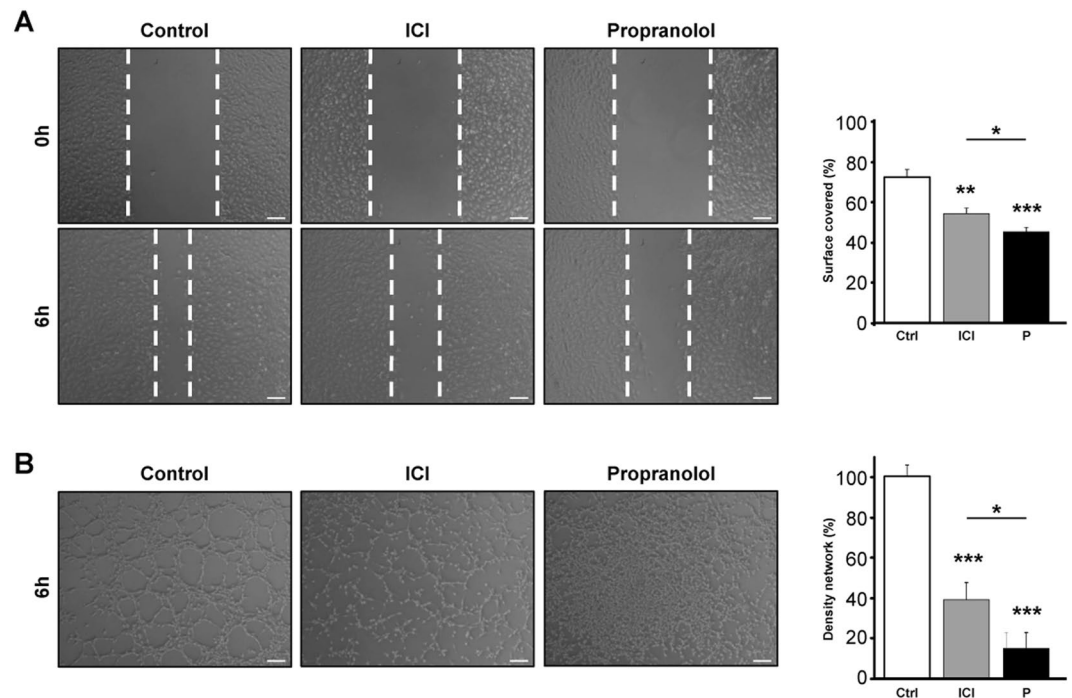 A
Control
ICI
Propranolol
0h
6h
Surface covered (%)
100
80
60
40
20
0
*
**
***
Ctrl
ICI
P
B
Control
ICI
Propranolol
6h
Density network (%)
100
80
60
40
20
0
*
***
***
Ctrl
ICI
P